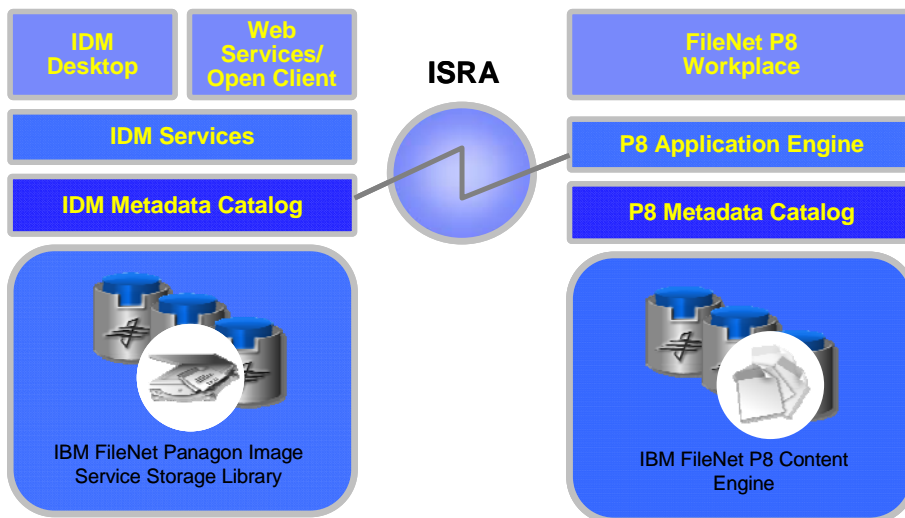 IDM
Desktop
Web
Services/
Open Client
ISRA
FileNet P8
Workplace
IDM Services
P8 Application Engine
IDM Metadata Catalog
P8 Metadata Catalog
IBM FileNet Panagon Image
Service Storage Library
IBM FileNet P8 Content
Engine